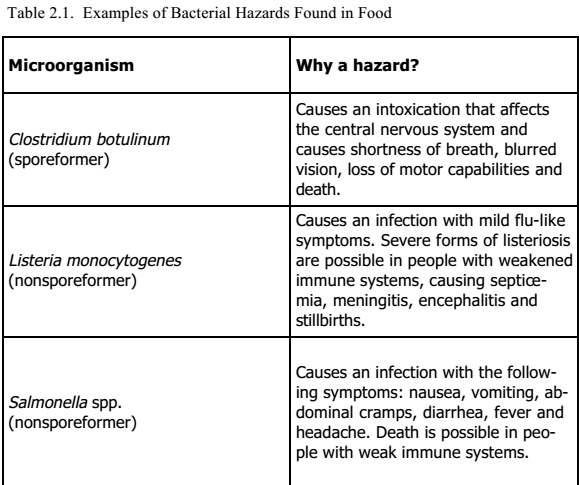 Table 2.1.  Examples of Bacterial Hazards Found in Food
Microorganism
Why a hazard?
Clostridium botulinum
(sporeformer)
Causes an intoxication that affects
the central nervous system and
causes shortness of breath, blurred
vision, loss of motor capabilities and
death.
Listeria monocytogenes
(nonsporeformer)
Causes an infection with mild flu-like
symptoms. Severe forms of listeriosis
are possible in people with weakened
immune systems, causing septice-
mia, meningitis, encephalitis and
stillbirths.
Salmonella spp.
(nonsporeformer)
Causes an infection with the follow-
ing symptoms: nausea, vomiting, ab-
dominal cramps, diarrhea, fever and
headache. Death is possible in peo-
ple with weak immune systems.